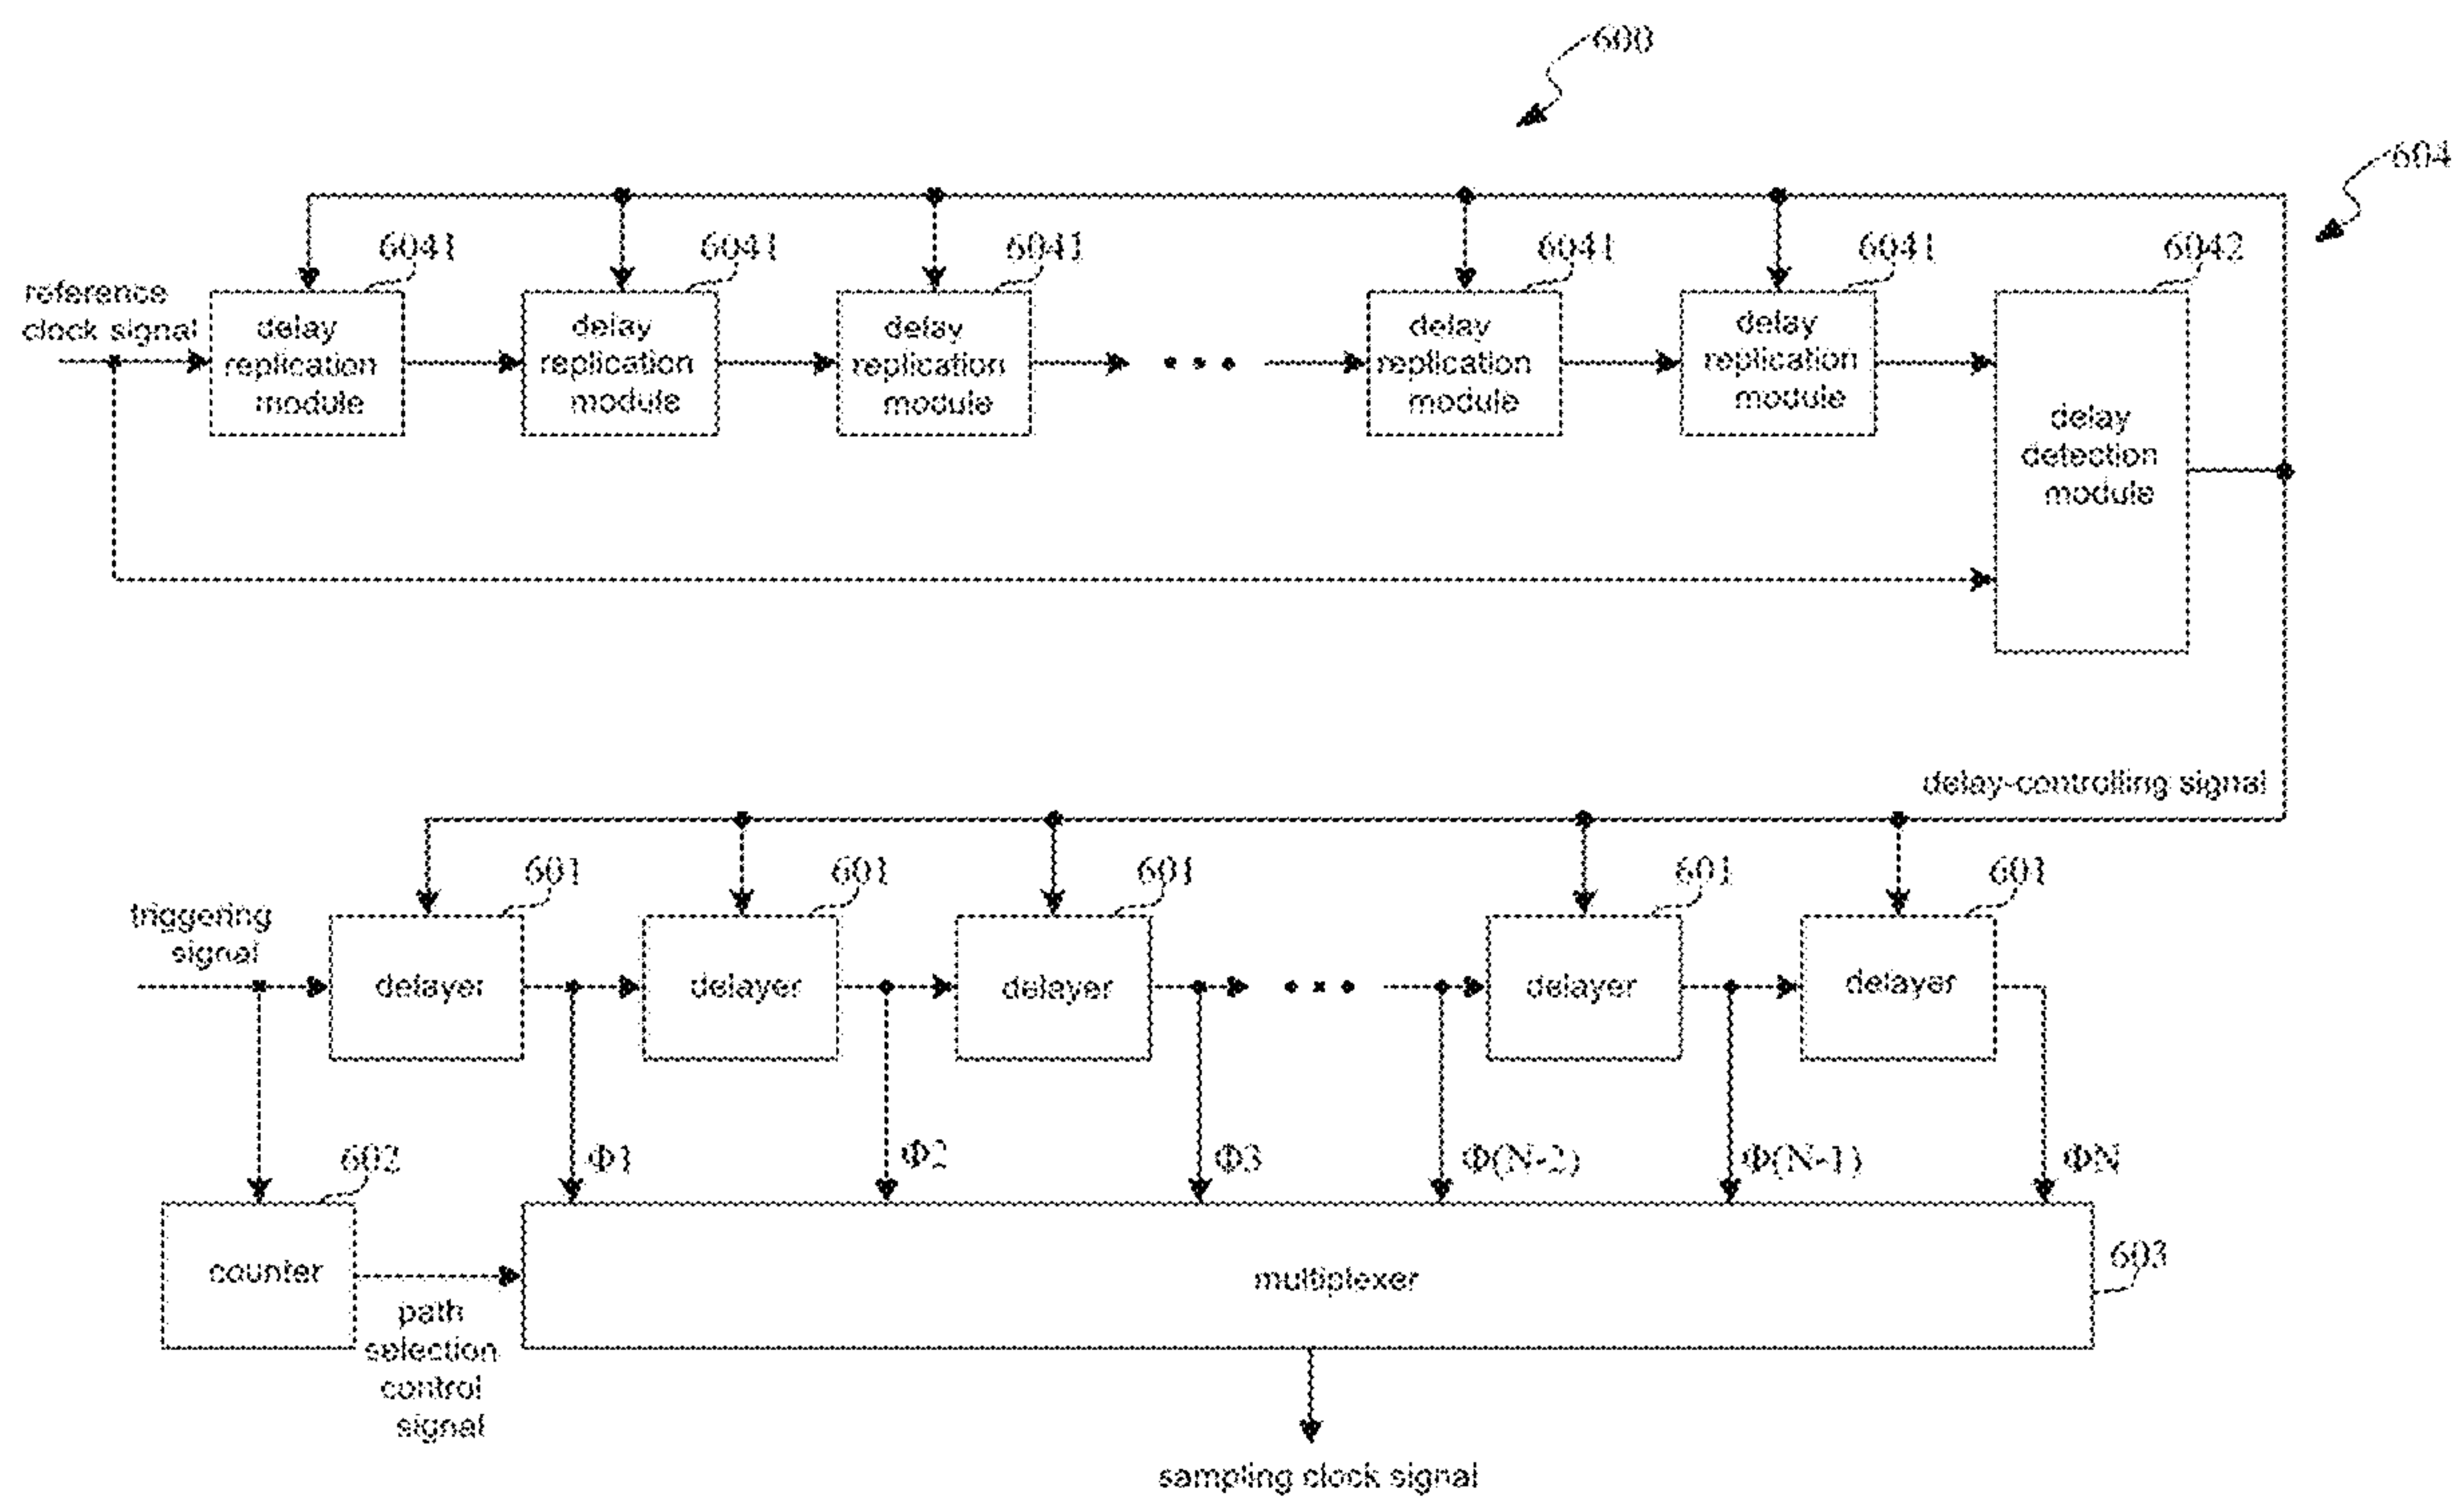 600
604
6041
6041
6041
6041
6041
6042
reference
clock signal
delay
replication
module
delay
replication
module
delay
replication
module
delay
replication
module
delay
replication
module
delay
detection
module
delay-controlling signal
601
601
601
601
601
triggering
signal
delayer
delayer
delayer
delayer
delayer
602
Φ1
Φ2
Φ3
Φ(N-2)
Φ(N-1)
ΦN
counter
multiplexer
603
path
selection
control
signal
sampling clock signal